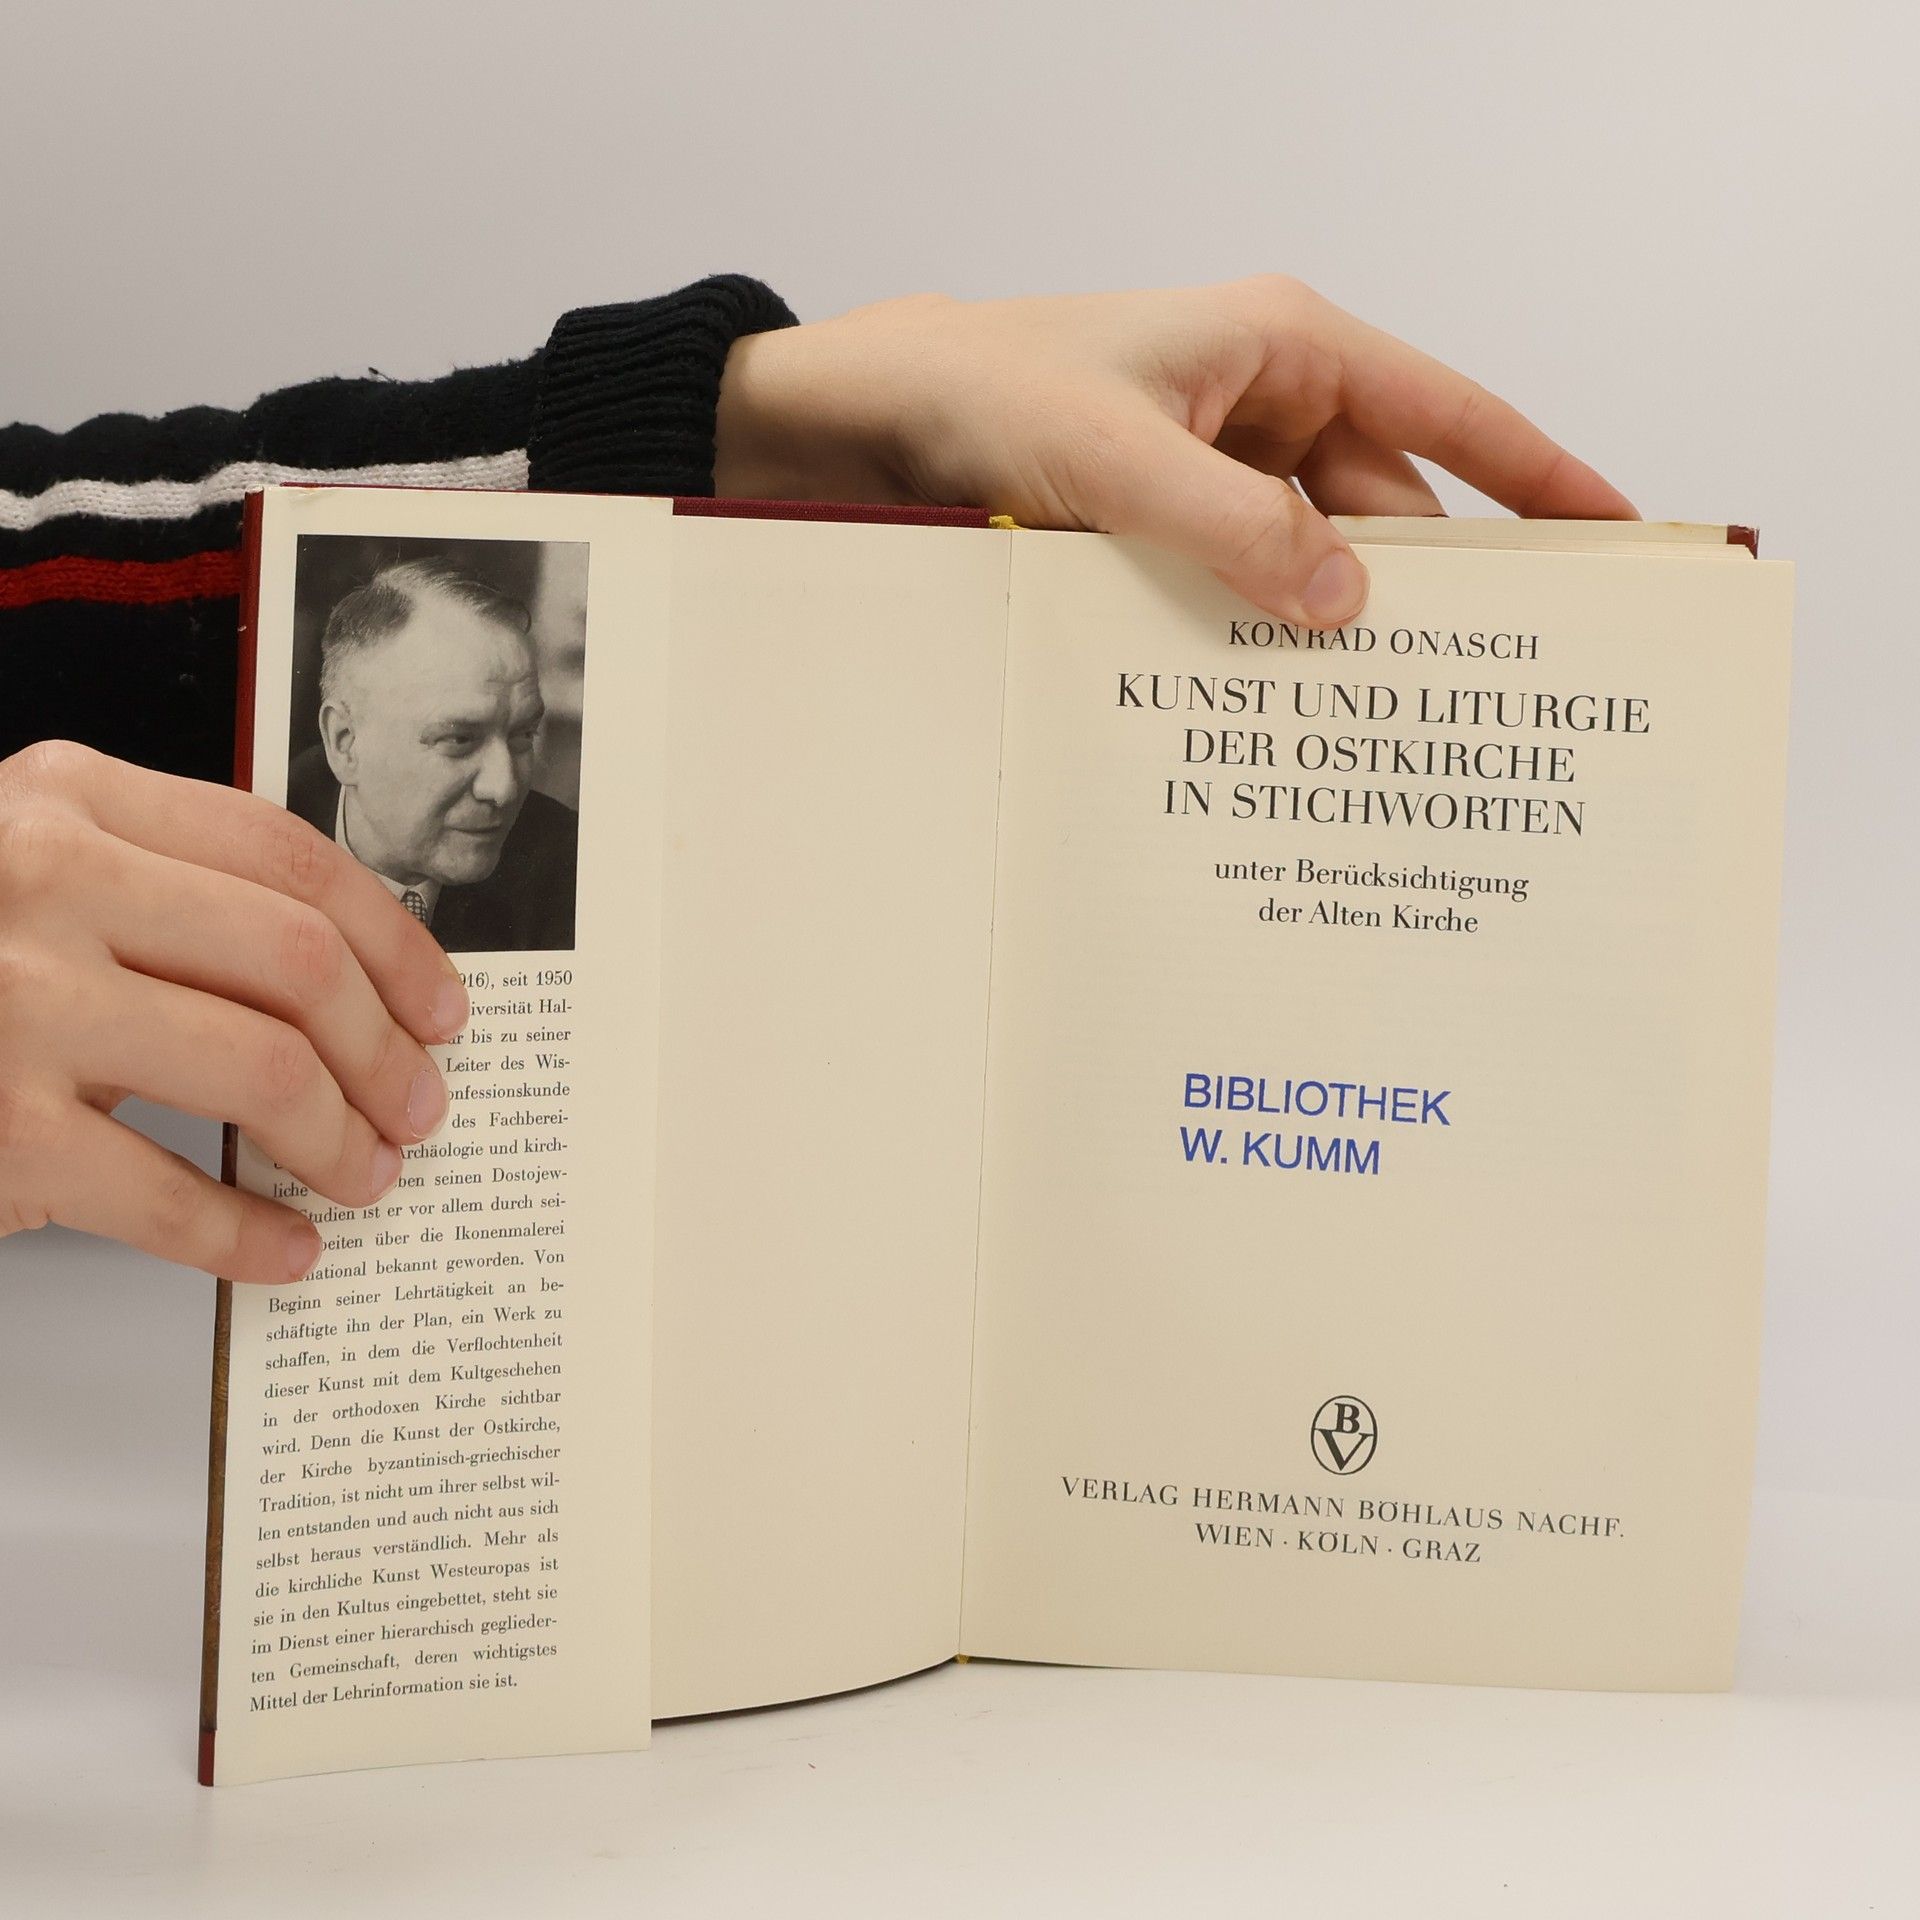 916), seit 1950
iversität Hal-
bis zu seiner
Leiter des Wis-
onfessionskunde
des Fachberei-
Archäologie und kirch-
liche ben seinen Dostojew-
Studien ist er vor allem durch sei-
beiten über die Ikonenmalerei
national bekannt geworden. Von
Beginn seiner Lehrtätigkeit an be-
schäftigte ihn der Plan, ein Werk zu
schaffen, in dem die Verflochtenheit
dieser Kunst mit dem Kultgeschehen
in der orthodoxen Kirche sichtbar
wird. Denn die Kunst der Ostkirche,
der Kirche byzantinisch-griechischer
Tradition, ist nicht um ihrer selbst wil-
len entstanden und auch nicht aus sich
selbst heraus verständlich. Mehr als
die kirchliche Kunst Westeuropas ist
sie in den Kultus eingebettet, steht sie
im Dienst einer hierarchisch geglieder-
ten Gemeinschaft, deren wichtigstes
Mittel der Lehrinformation sie ist.
KONRAD ONASCH
KUNST UND LITURGIE
DER OSTKIRCHE
IN STICHWORTEN
unter Berücksichtigung
der Alten Kirche
BIBLIOTHEK
W. KUMM
BV
VERLAG HERMANN BÖHLAUS NACHF.
WIEN · KÖLN · GRAZ